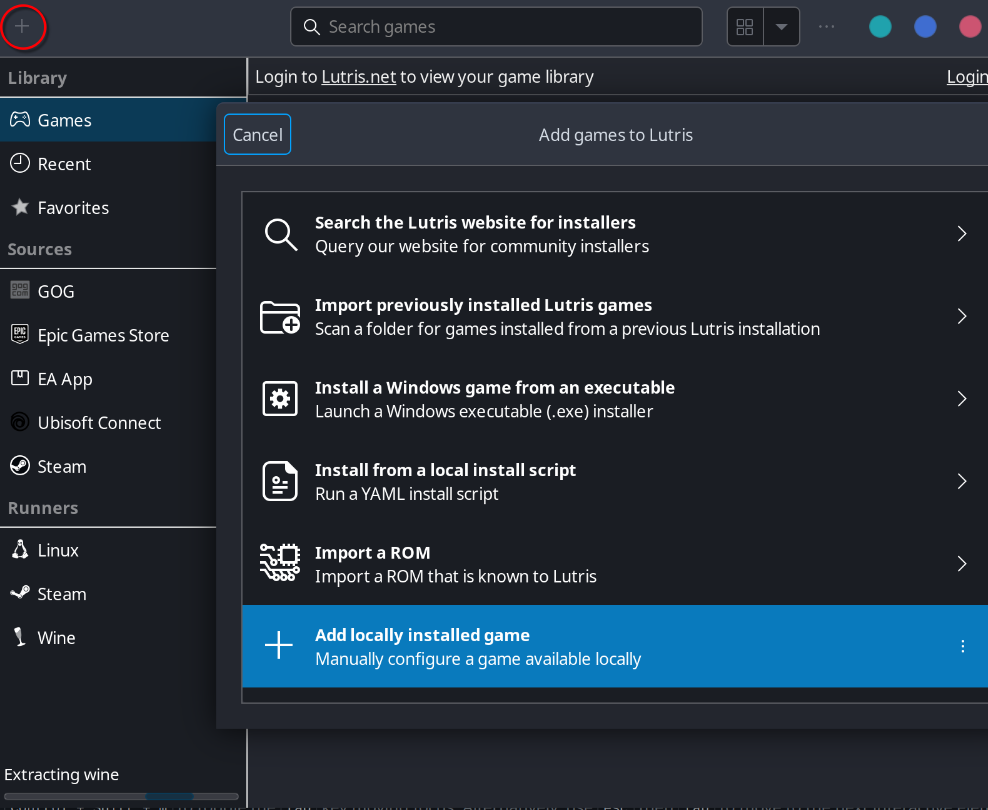 Search games
Library
Login to Lutris.net to view your game library
Login
Games
Cancel
Add games to Lutris
Recent
Favorites
Search the Lutris website for installers
Query our website for community installers
Sources
GOG
Import previously installed Lutris games
Scan a folder for games installed from a previous Lutris installation
Epic Games Store
EA App
Install a Windows game from an executable
Launch a Windows executable (.exe) installer
Ubisoft Connect
Steam
Install from a local install script
Run a YAML install script
Runners
Linux
Import a ROM
Import a ROM that is known to Lutris
Steam
Wine
Add locally installed game
Manually configure a game available locally
Extracting wine